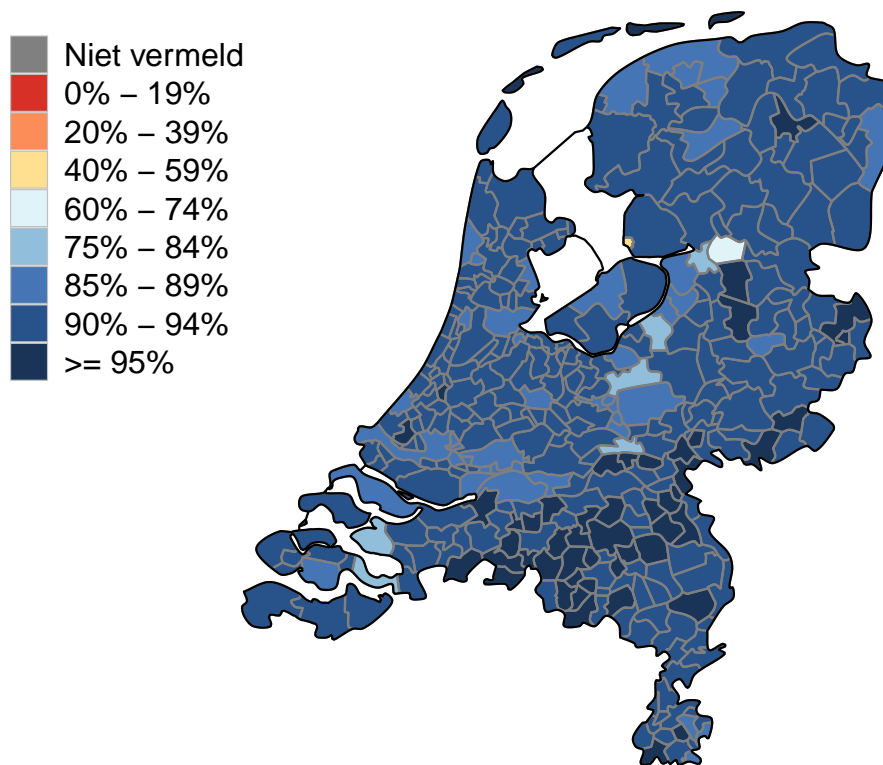 Niet vermeld
0% – 19%
20% – 39%
40% – 59%
60% – 74%
75% – 84%
85% – 89%
90% – 94%
>= 95%